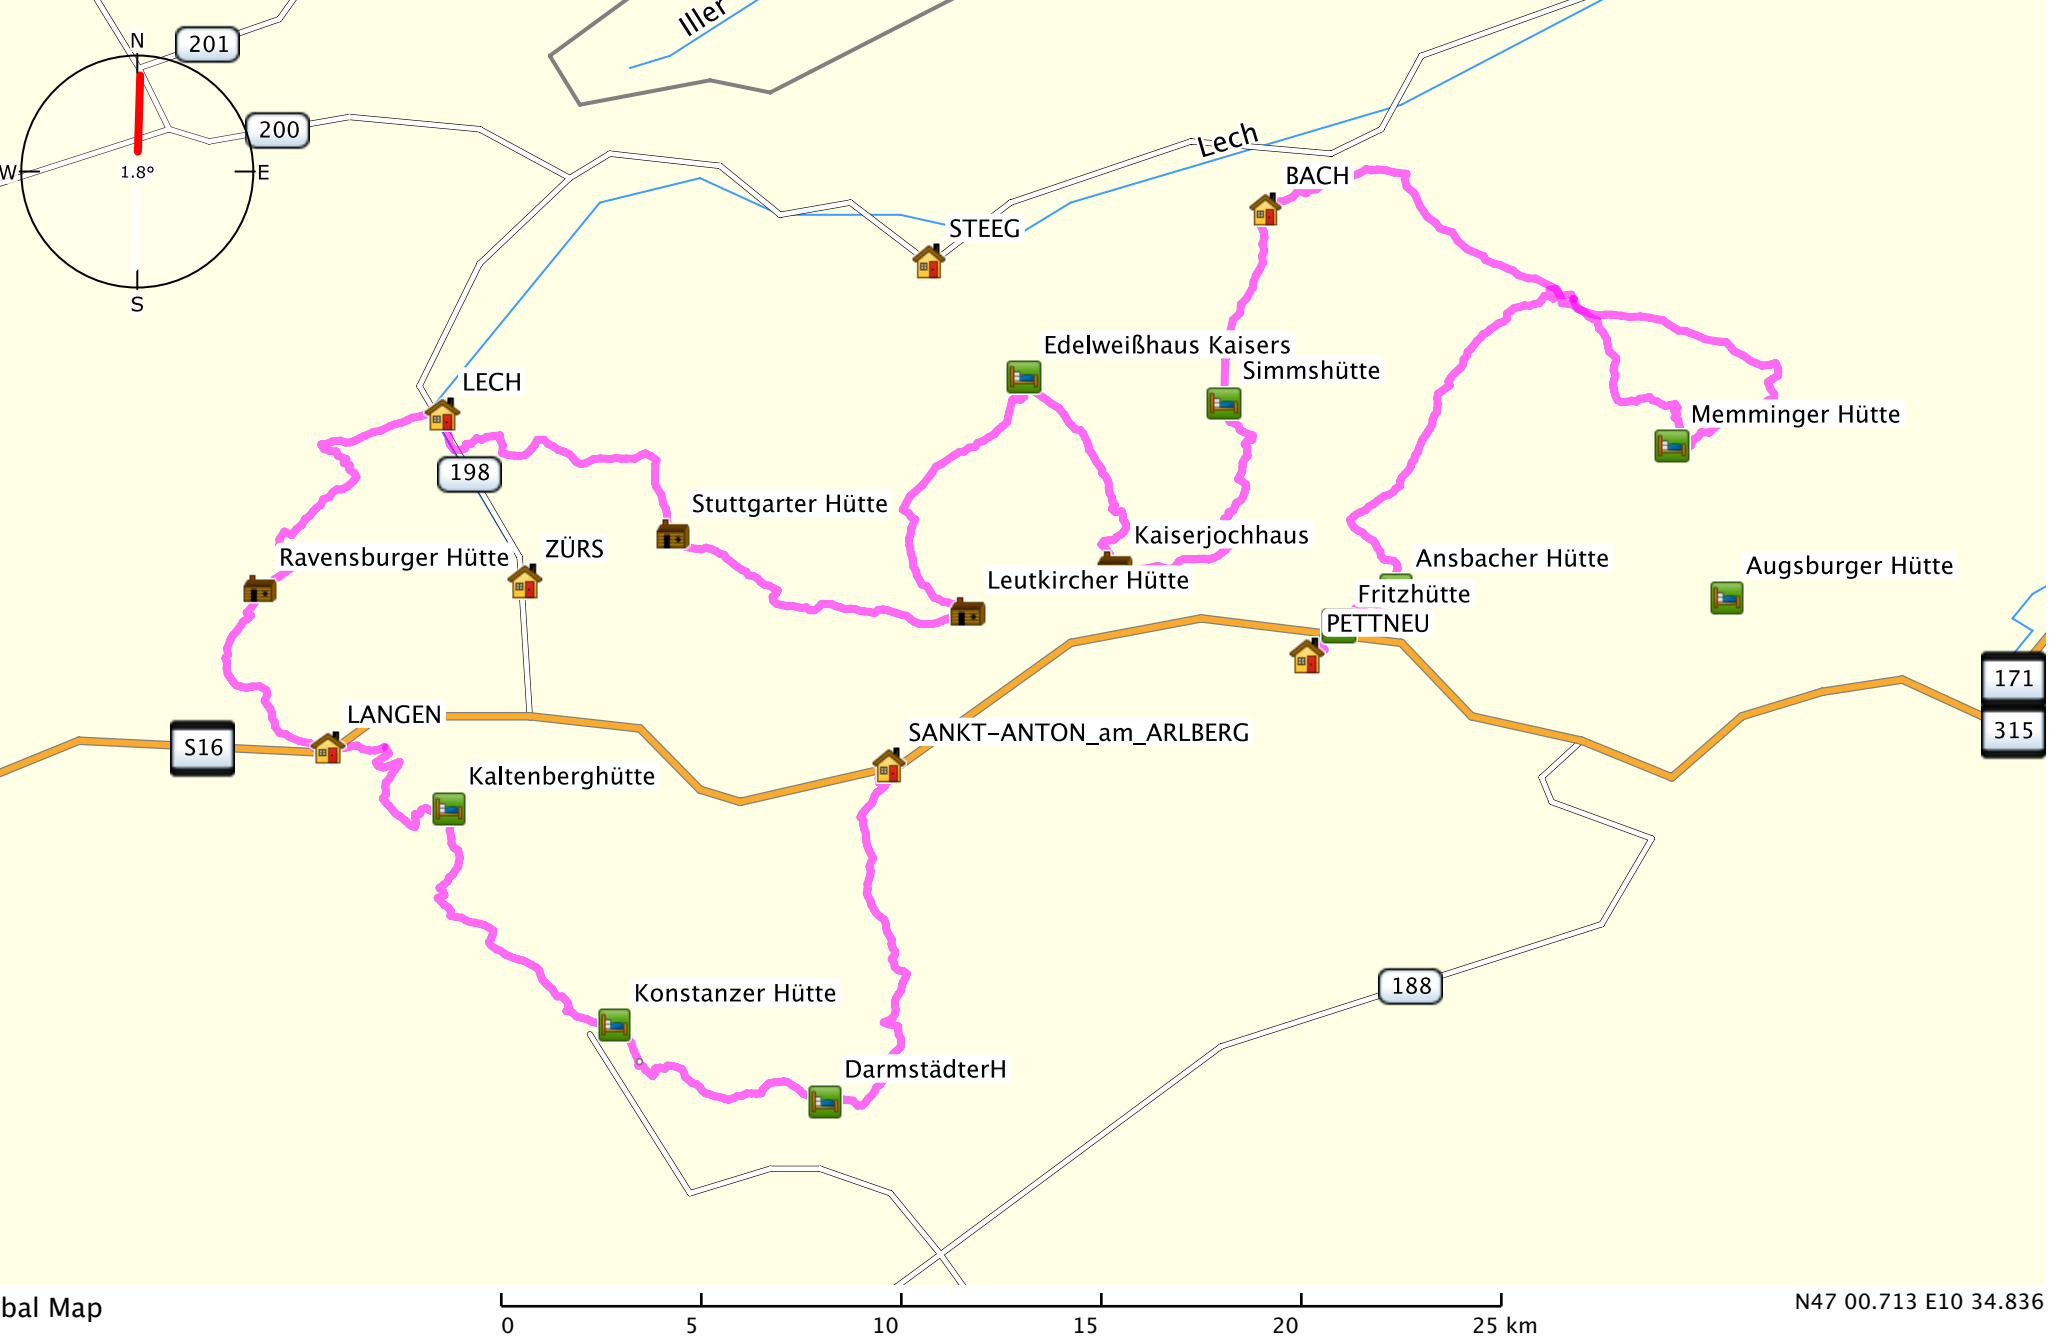 Iller
N
201
200
W
E
1.8°
S
Lech
BACH
STEEG
Edelweißhaus Kaisers
Simmshütte
LECH
Memminger Hütte
198
Stuttgarter Hütte
Kaiserjochhaus
ZÜRS
Ravensburger Hütte
Ansbacher Hütte
Augsburger Hütte
Leutkircher Hütte
Fritzhütte
PETTNEU
171
LANGEN
SANKT-ANTON_am_ARLBERG
315
S16
Kaltenberghütte
188
Konstanzer Hütte
DarmstädterH
bal Map
N47 00.713 E10 34.836
0 5 10 15 20 25 km